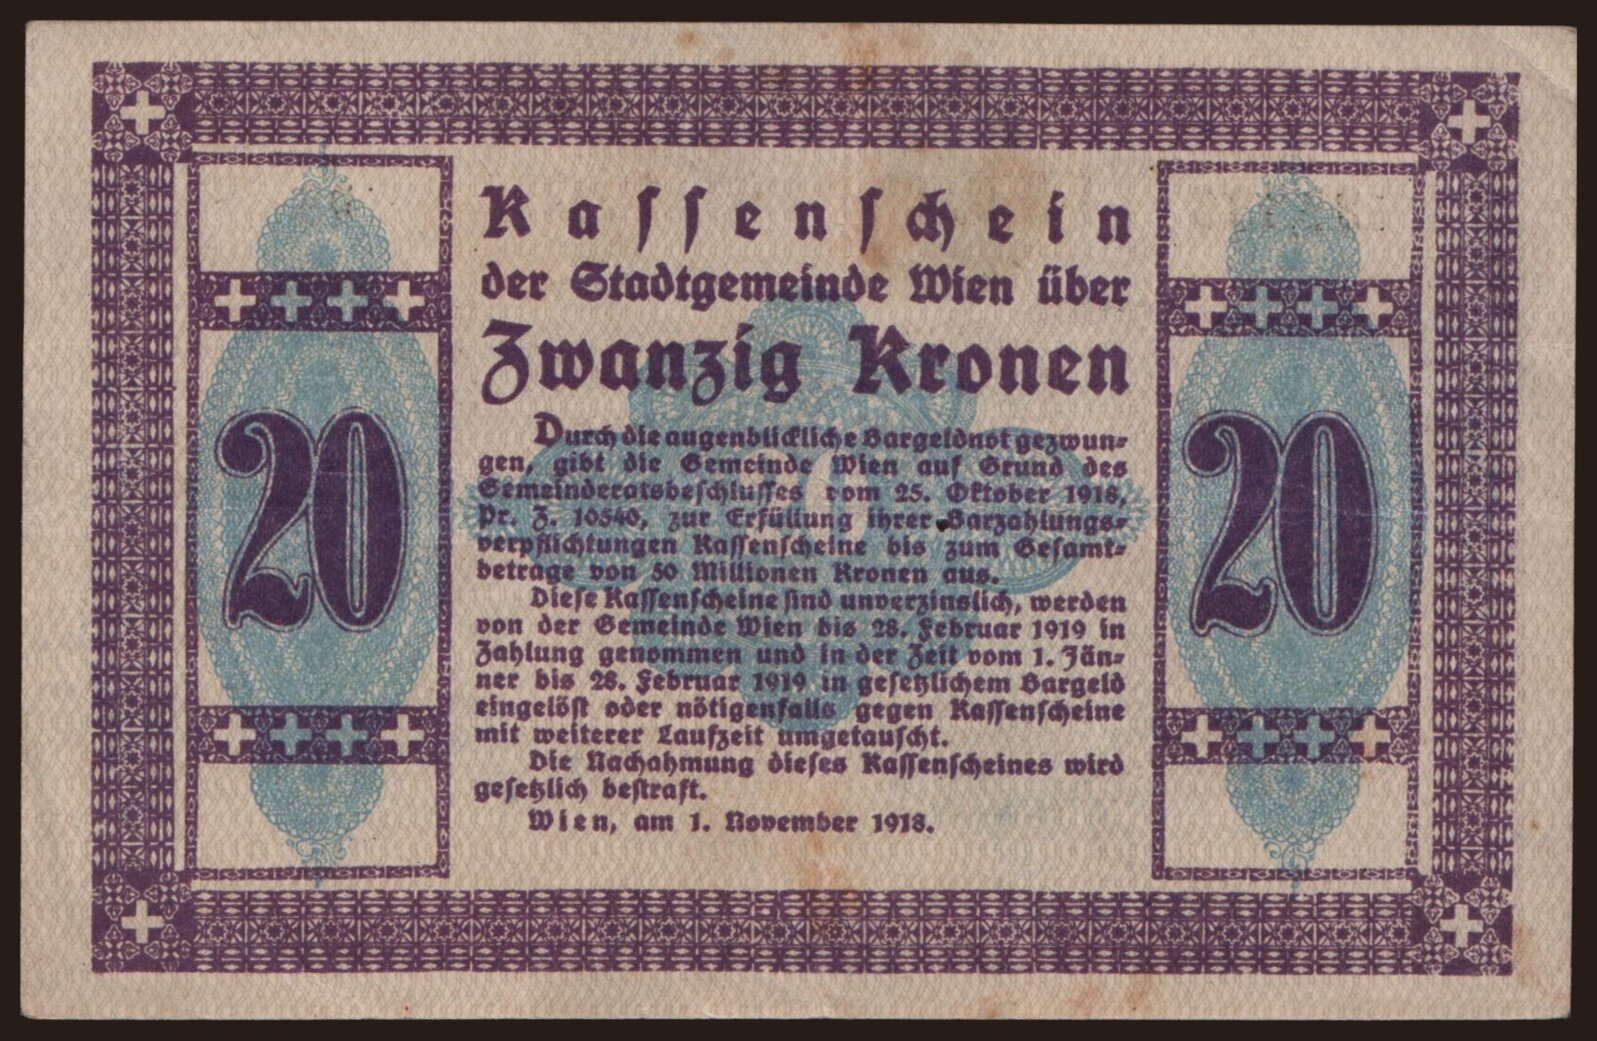 Kassenschein
der Stadtgemeinde Wien über
Zwanzig Kronen
20
20
Durch die augenblickliche Bargeldnot gezwun-
gen, gibt die Gemeinde Wien auf Grund des
Gemeinderatsbeschlusses vom 25. Oktober 1918,
Pr. Z. 10540, zur Erfüllung ihrer Barzahlungs-
verpflichtungen Kassenscheine bis zum Gesamt-
betrage von 50 Millionen Kronen aus.
Diese Kassenscheine sind unverzinslich, werden
von der Gemeinde Wien bis 28. Februar 1919 in
Zahlung genommen und in der Zeit vom 1. Jän-
ner bis 28. Februar 1919 in gesetzlichem Bargeld
eingelöst oder nötigenfalls gegen Kassenscheine
mit weiterer Laufzeit umgetauscht.
Die Nachahmung dieses Kassenscheines wird
gesetzlich bestraft.
Wien, am 1. November 1918.